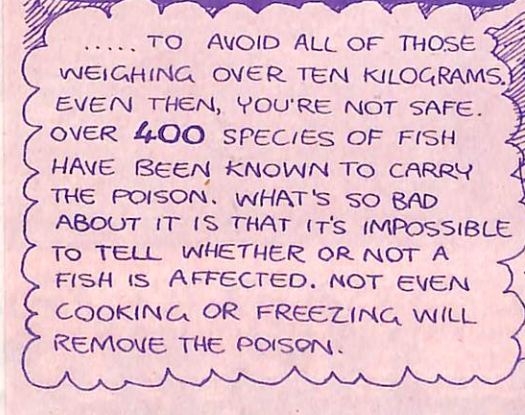 ..... TO AVOID ALL OF THOSE
WEIGHING OVER TEN KILOGRAMS.
EVEN THEN, YOU'RE NOT SAFE.
OVER 400 SPECIES OF FISH
HAVE BEEN KNOWN TO CARRY
THE POISON. WHAT'S SO BAD
ABOUT IT IS THAT IT'S IMPOSSIBLE
TO TELL WHETHER OR NOT A
FISH IS AFFECTED. NOT EVEN
COOKING OR FREEZING WILL
REMOVE THE POISON.